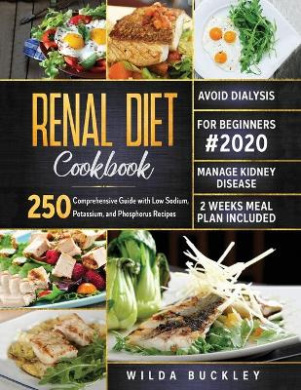 RENAL DIET
Cookbook
250 Comprehensive Guide with Low Sodium,
Potassium, and Phosphorus Recipes
AVOID DIALYSIS
FOR BEGINNERS
#2020
MANAGE KIDNEY
DISEASE
2 WEEKS MEAL
PLAN INCLUDED
WILDA BUCKLEY